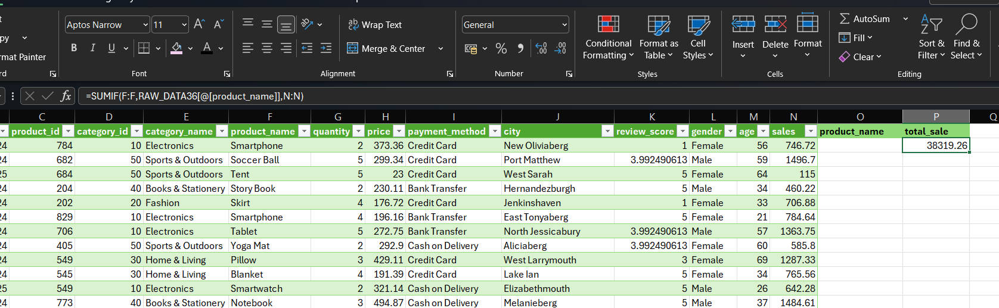 Aptos Narrow 11 Wrap Text General AutoSum
py Conditional Formatting Format as Table Cell Styles Insert Delete Format Fill Sort & Filter Find & Select
rmat Painter B I U A Merge & Center % Clear
rd Font Alignment Number Styles Cells Editing
fx =SUMIF(F:F,RAW_DATA36[@[product_name]],N:N)
C D E F G H I J K L M N O P Q
product_id category_id category_name product_name quantity price payment_method city review_score gender age sales product_name total_sale
24 784 10 Electronics Smartphone 2 373.36 Credit Card New Oliviaberg 1 Female 56 746.72 38319.26
24 682 50 Sports & Outdoors Soccer Ball 5 299.34 Credit Card Port Matthew 3.992490613 Male 59 1496.7
25 684 50 Sports & Outdoors Tent 5 23 Credit Card West Sarah 5 Female 64 115
24 204 40 Books & Stationery Story Book 2 230.11 Bank Transfer Hernandezburgh 5 Male 34 460.22
24 202 20 Fashion Skirt 4 176.72 Credit Card Jenkinshaven 1 Female 33 706.88
24 829 10 Electronics Smartphone 4 196.16 Bank Transfer East Tonyaberg 5 Female 21 784.64
24 706 10 Electronics Tablet 5 272.75 Bank Transfer North Jessicabury 3.992490613 Male 57 1363.75
24 405 50 Sports & Outdoors Yoga Mat 2 292.9 Cash on Delivery Aliciaberg 3.992490613 Female 60 585.8
24 549 30 Home & Living Pillow 3 429.11 Credit Card West Larrymouth 3 Female 69 1287.33
24 545 30 Home & Living Blanket 4 191.39 Credit Card Lake Ian 5 Female 34 765.56
25 549 10 Electronics Smartwatch 2 321.14 Cash on Delivery Elizabethmouth 5 Male 26 642.28
24 773 40 Books & Stationery Notebook 3 494.87 Cash on Delivery Melanieberg 5 Male 37 1484.61